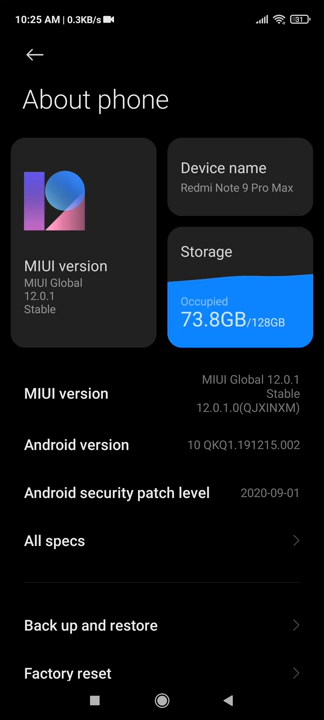 10:25 AM | 0.3KB/s
31
About phone
MIUI version
MIUI Global
12.0.1
Stable
Device name
Redmi Note 9 Pro Max
Storage
Occupied
73.8GB/128GB
MIUI version
MIUI Global 12.0.1
Stable
12.0.1.0(QJXINXM)
Android version
10 QKQ1.191215.002
Android security patch level
2020-09-01
All specs
Back up and restore
Factory reset